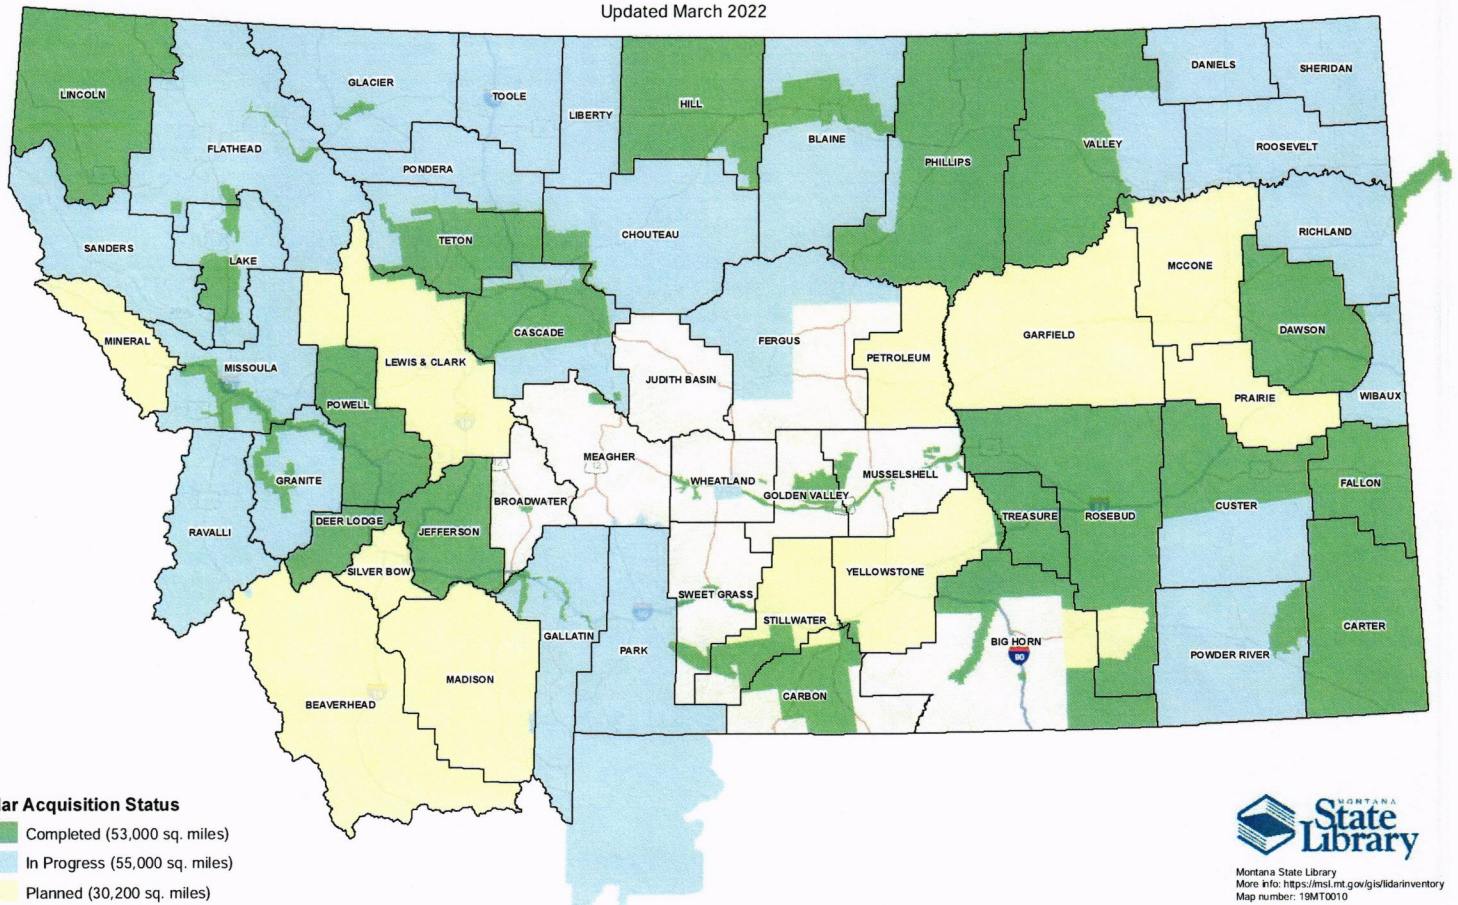 Updated March 2022
LINCOLN
GLACIER
TOOLE
LIBERTY
HILL
DANIELS
SHERIDAN
FLATHEAD
BLAINE
PHILLIPS
VALLEY
ROOSEVELT
PONDERA
SANDERS
LAKE
TETON
CHOUTEAU
RICHLAND
MCCONE
MINERAL
MISSOULA
LEWIS & CLARK
CASCADE
FERGUS
PETROLEUM
GARFIELD
DAWSON
JUDITH BASIN
POWELL
PRAIRIE
WIBAUX
MEAGHER
12
12
GRANITE
BROADWATER
WHEATLAND
GOLDEN VALLEY
MUSSELSHELL
FALLON
RAVALLI
DEER LODGE
JEFFERSON
TREASURE
ROSEBUD
CUSTER
SILVER BOW
YELLOWSTONE
SWEET GRASS
STILLWATER
GALLATIN
PARK
BIG HORN
90
POWDER RIVER
CARTER
BEAVERHEAD
MADISON
CARBON
ar Acquisition Status
Completed (53,000 sq. miles)
In Progress (55,000 sq. miles)
Planned (30,200 sq. miles)
MONTANA
State
Library
Montana State Library
More info: https://msl.mt.gov/gis/lidarinventory
Map number: 19MT0010